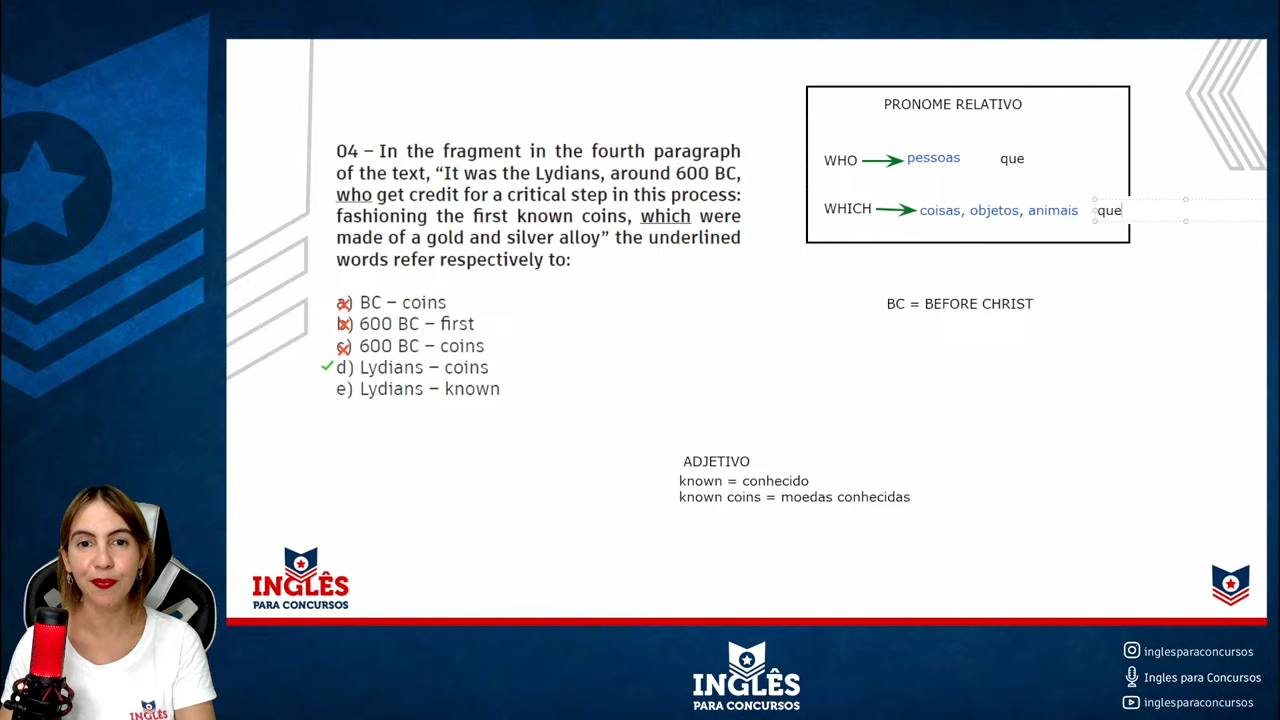 PRONOME RELATIVO
WHO pessoas que
WHICH coisas, objetos, animais que
04 – In the fragment in the fourth paragraph
of the text, “It was the Lydians, around 600 BC,
who get credit for a critical step in this process:
fashioning the first known coins, which were
made of a gold and silver alloy” the underlined
words refer respectively to:
a) BC – coins
b) 600 BC – first
c) 600 BC – coins
d) Lydians – coins
e) Lydians – known
BC = BEFORE CHRIST
ADJETIVO
known = conhecido
known coins = moedas conhecidas
INGLÊS
PARA CONCURSOS
INGLÊS
PARA CONCURSOS
inglesparaconcursos
Ingles para Concursos
inglesparaconcursos
INGLÊS